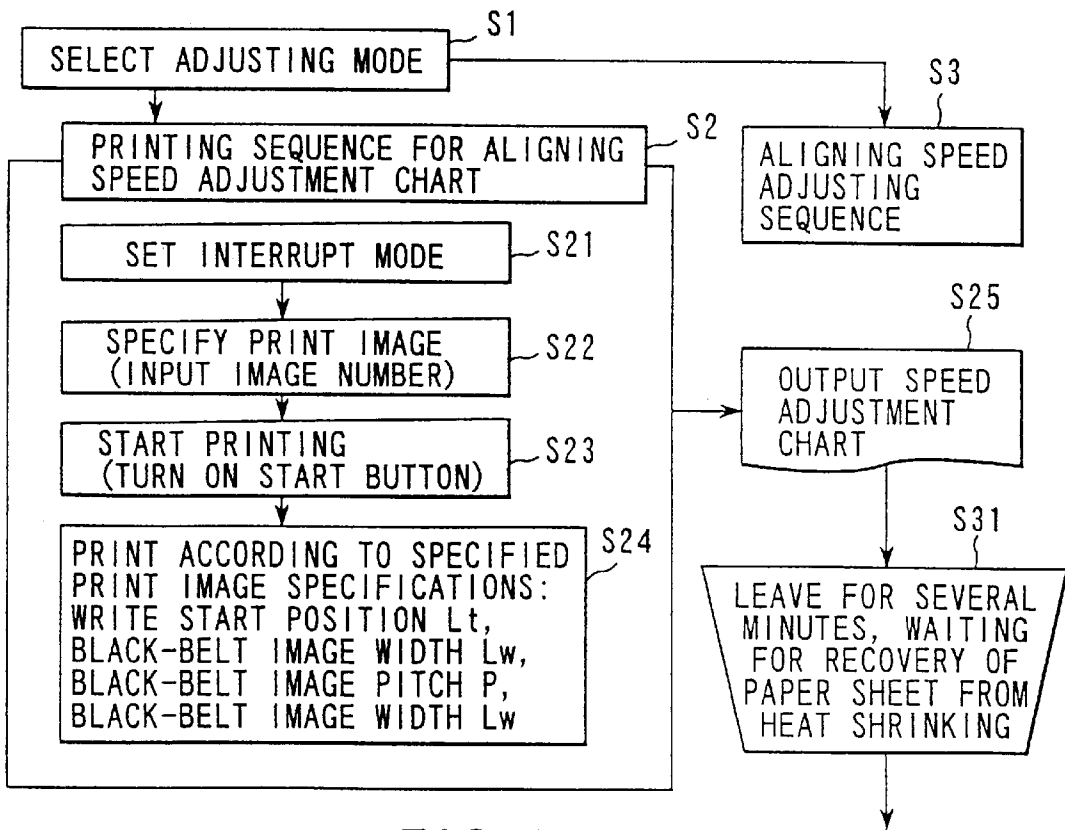 S1
SELECT ADJUSTING MODE
S2
PRINTING SEQUENCE FOR ALIGNING
SPEED ADJUSTMENT CHART
S3
ALIGNING SPEED
ADJUSTING
SEQUENCE
SET INTERRUPT MODE
S21
SPECIFY PRINT IMAGE
(INPUT IMAGE NUMBER)
S22
START PRINTING
(TURN ON START BUTTON)
S23
PRINT ACCORDING TO SPECIFIED
PRINT IMAGE SPECIFICATIONS:
WRITE START POSITION Lt,
BLACK-BELT IMAGE WIDTH Lw,
BLACK-BELT IMAGE PITCH P,
BLACK-BELT IMAGE WIDTH Lw
S24
S25
OUTPUT SPEED
ADJUSTMENT
CHART
S31
LEAVE FOR SEVERAL
MINUTES, WAITING
FOR RECOVERY OF
PAPER SHEET FROM
HEAT SHRINKING